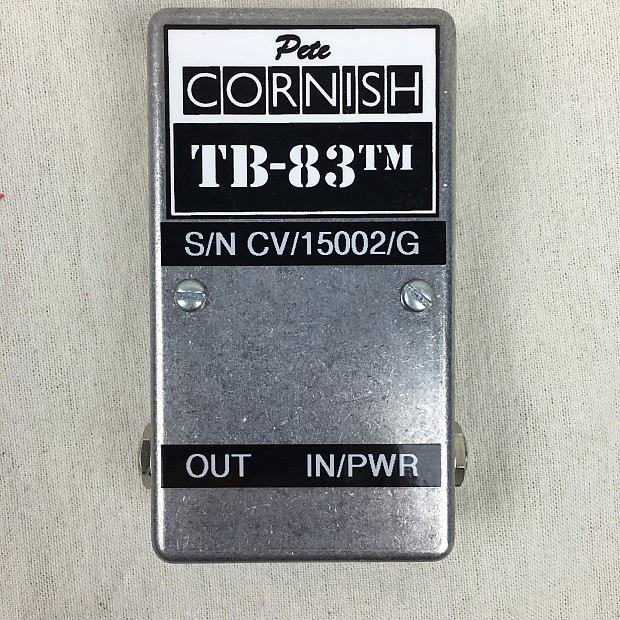 Pete
CORNISH
TB-83™
S/N CV/15002/G
OUT IN/PWR